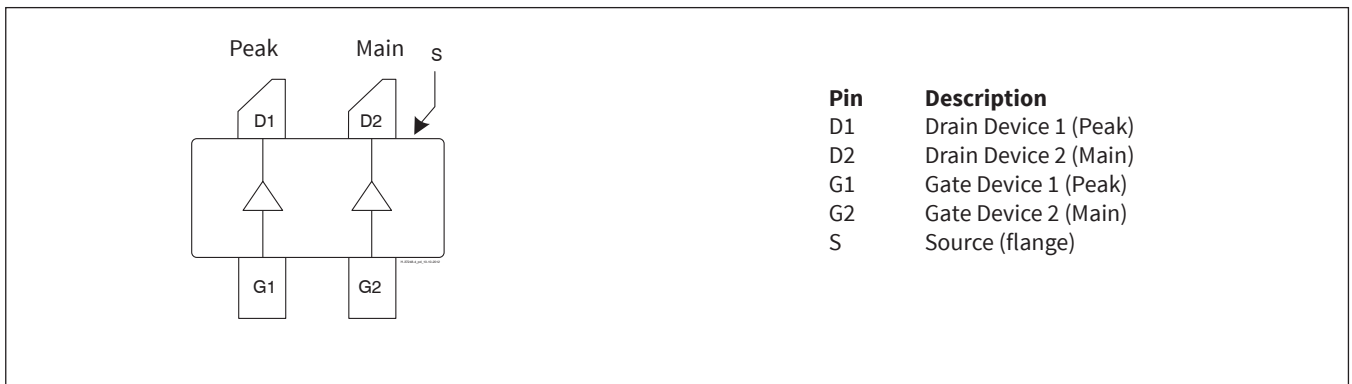 Peak Main S
D1 D2
G1 G2
Pin Description
D1 Drain Device 1 (Peak)
D2 Drain Device 2 (Main)
G1 Gate Device 1 (Peak)
G2 Gate Device 2 (Main)
S Source (flange)